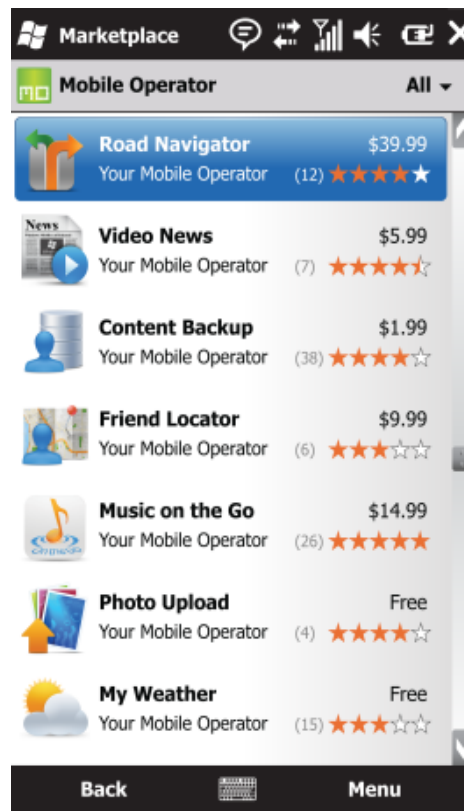 Marketplace
mo Mobile Operator All
Road Navigator $39.99
Your Mobile Operator (12)
News
Video News $5.99
Your Mobile Operator (7)
Content Backup $1.99
Your Mobile Operator (38)
Friend Locator $9.99
Your Mobile Operator (6)
Music on the Go $14.99
Your Mobile Operator (26)
Photo Upload Free
Your Mobile Operator (4)
My Weather Free
Your Mobile Operator (15)
Back Menu